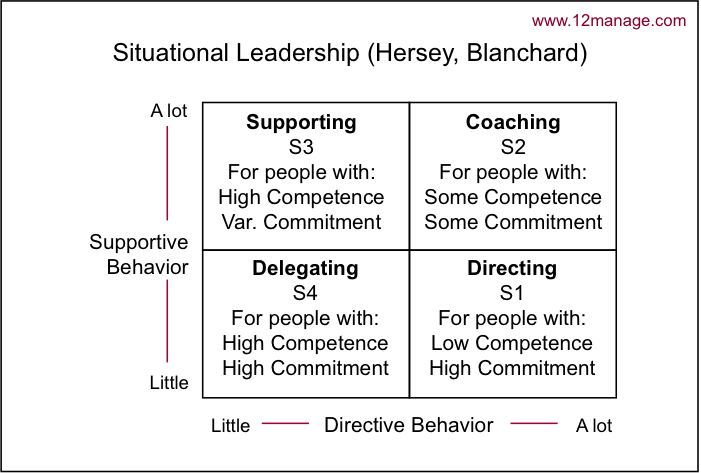 www.12manage.com
Situational Leadership (Hersey, Blanchard)
A lot
Supportive
Behavior
Little
Supporting
S3
For people with:
High Competence
Var. Commitment
Coaching
S2
For people with:
Some Competence
Some Commitment
Delegating
S4
For people with:
High Competence
High Commitment
Directing
S1
For people with:
Low Competence
High Commitment
Little
Directive Behavior
A lot